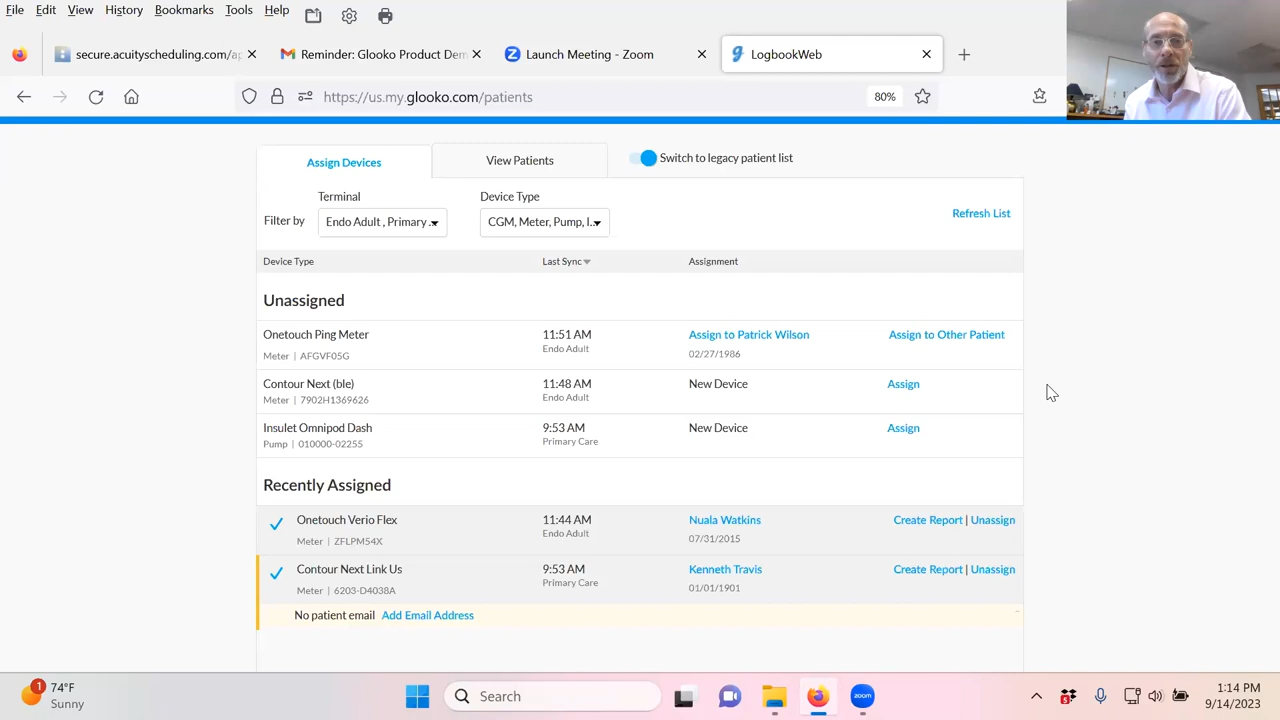 File Edit View History Bookmarks Tools Help
secure.acuityscheduling.com/ap
Reminder: Glooko Product Dem
Launch Meeting - Zoom
LogbookWeb
https://us.my.glooko.com/patients
80%
Assign Devices
View Patients
Switch to legacy patient list
Terminal
Device Type
Filter by
Endo Adult , Primary ..
CGM, Meter, Pump, I..
Refresh List
Device Type Last Sync Assignment
Unassigned
Onetouch Ping Meter 11:51 AM Assign to Patrick Wilson Assign to Other Patient
Meter | AFGVF05G Endo Adult 02/27/1986
Contour Next (ble) 11:48 AM New Device Assign
Meter | 7902H1369626 Endo Adult
Insulet Omnipod Dash 9:53 AM New Device Assign
Pump | 010000-02255 Primary Care
Recently Assigned
Onetouch Verio Flex 11:44 AM Nuala Watkins Create Report | Unassign
Meter | ZFLPM54X Endo Adult 07/31/2015
Contour Next Link Us 9:53 AM Kenneth Travis Create Report | Unassign
Meter | 6203-D4038A Primary Care 01/01/1901
No patient email Add Email Address
1
74°F
Sunny
Search
zoom
1:14 PM
9/14/2023